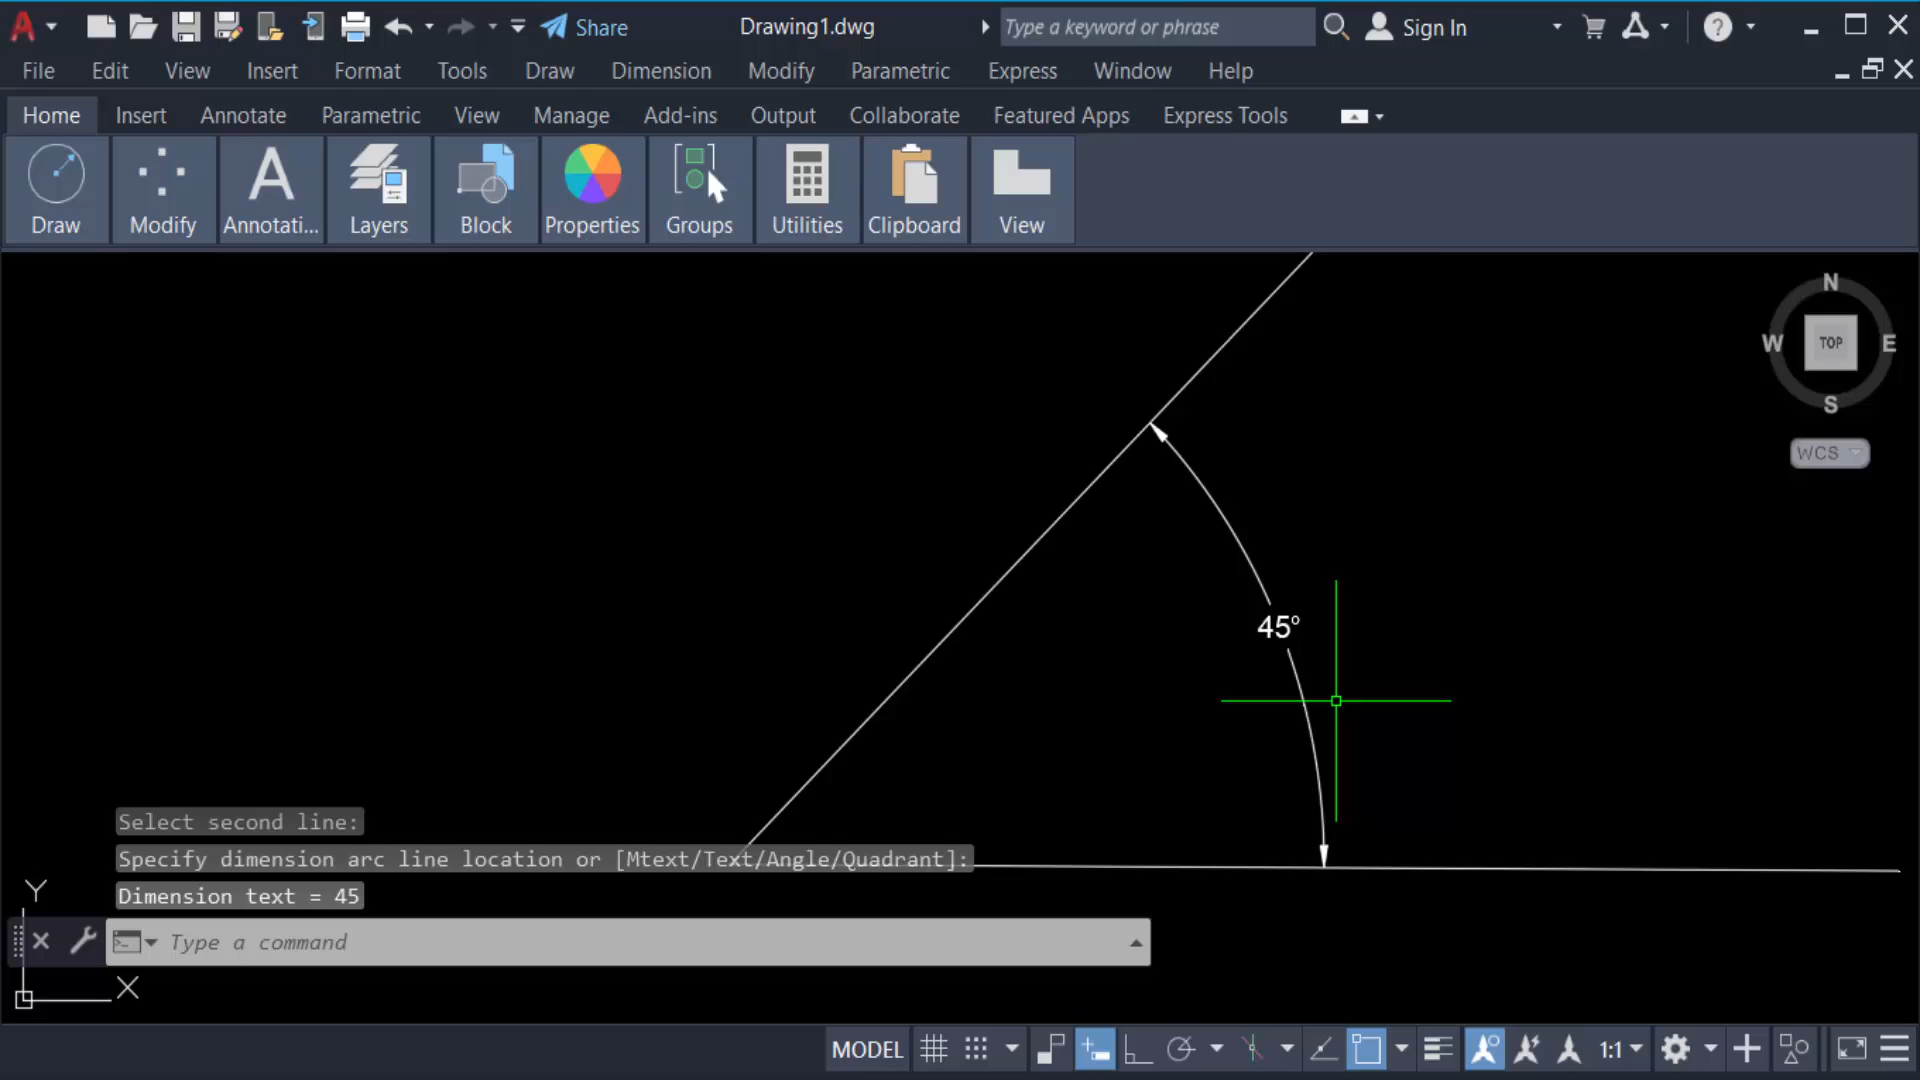 Share
Drawing1.dwg
Type a keyword or phrase
Sign In
File Edit View Insert Format Tools Draw Dimension Modify Parametric Express Window Help
Home Insert Annotate Parametric View Manage Add-ins Output Collaborate Featured Apps Express Tools
Draw Modify Annotati... Layers Block Properties Groups Utilities Clipboard View
N
W TOP E
S
WCS
45°
Select second line:
Specify dimension arc line location or [Mtext/Text/Angle/Quadrant]:
Dimension text = 45
Y
Type a command
X
MODEL 1:1